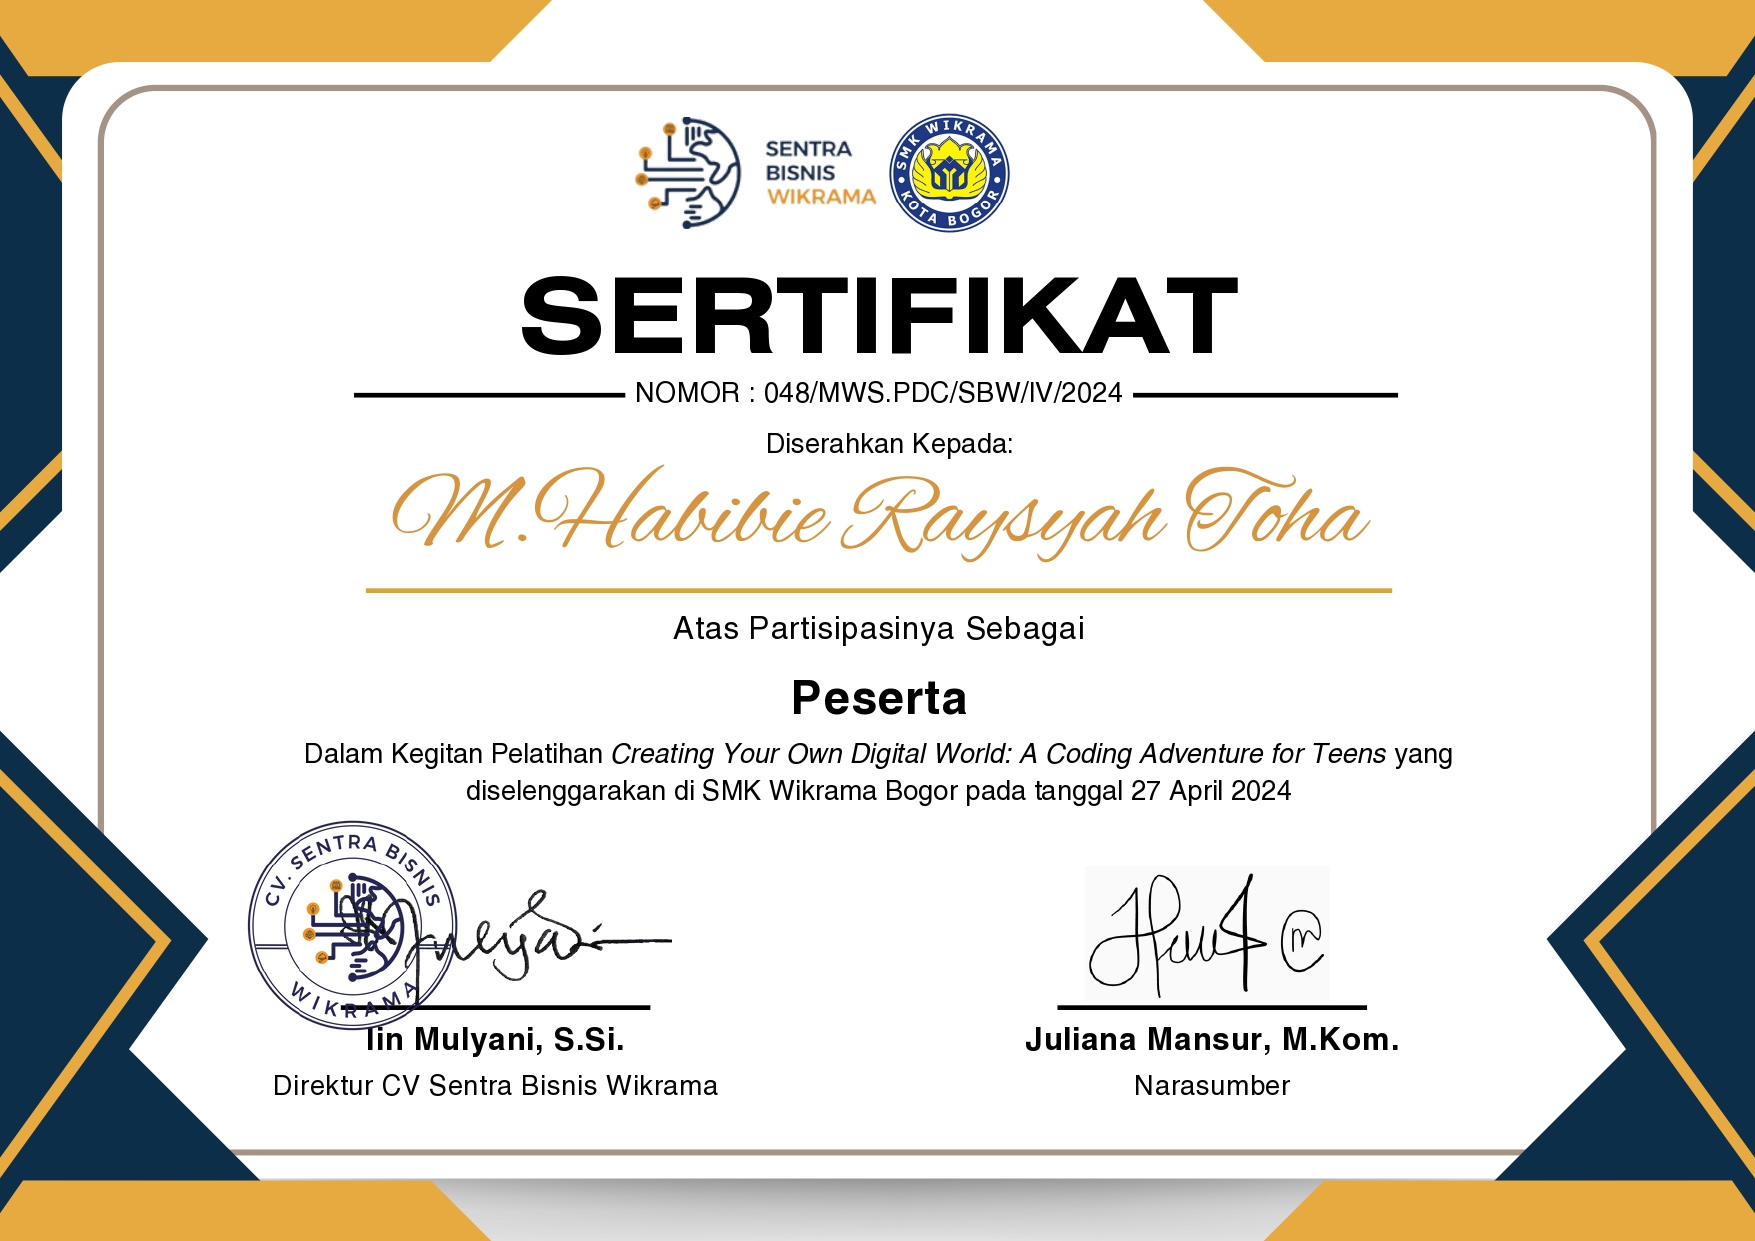 SENTRA
BISNIS
WIKRAMA
SMK WIKRAMA
KOTA BOGOR
SERTIFIKAT
NOMOR : 048/MWS.PDC/SBW/IV/2024
Diserahkan Kepada:
M.Habibie Raysyah Toha
Atas Partisipasinya Sebagai
Peserta
Dalam Kegitan Pelatihan Creating Your Own Digital World: A Coding Adventure for Teens yang
diselenggarakan di SMK Wikrama Bogor pada tanggal 27 April 2024
CV. SENTRA BISNIS
WIKRAMA
Iin Mulyani, S.Si.
Direktur CV Sentra Bisnis Wikrama
Juliana Mansur, M.Kom.
Narasumber